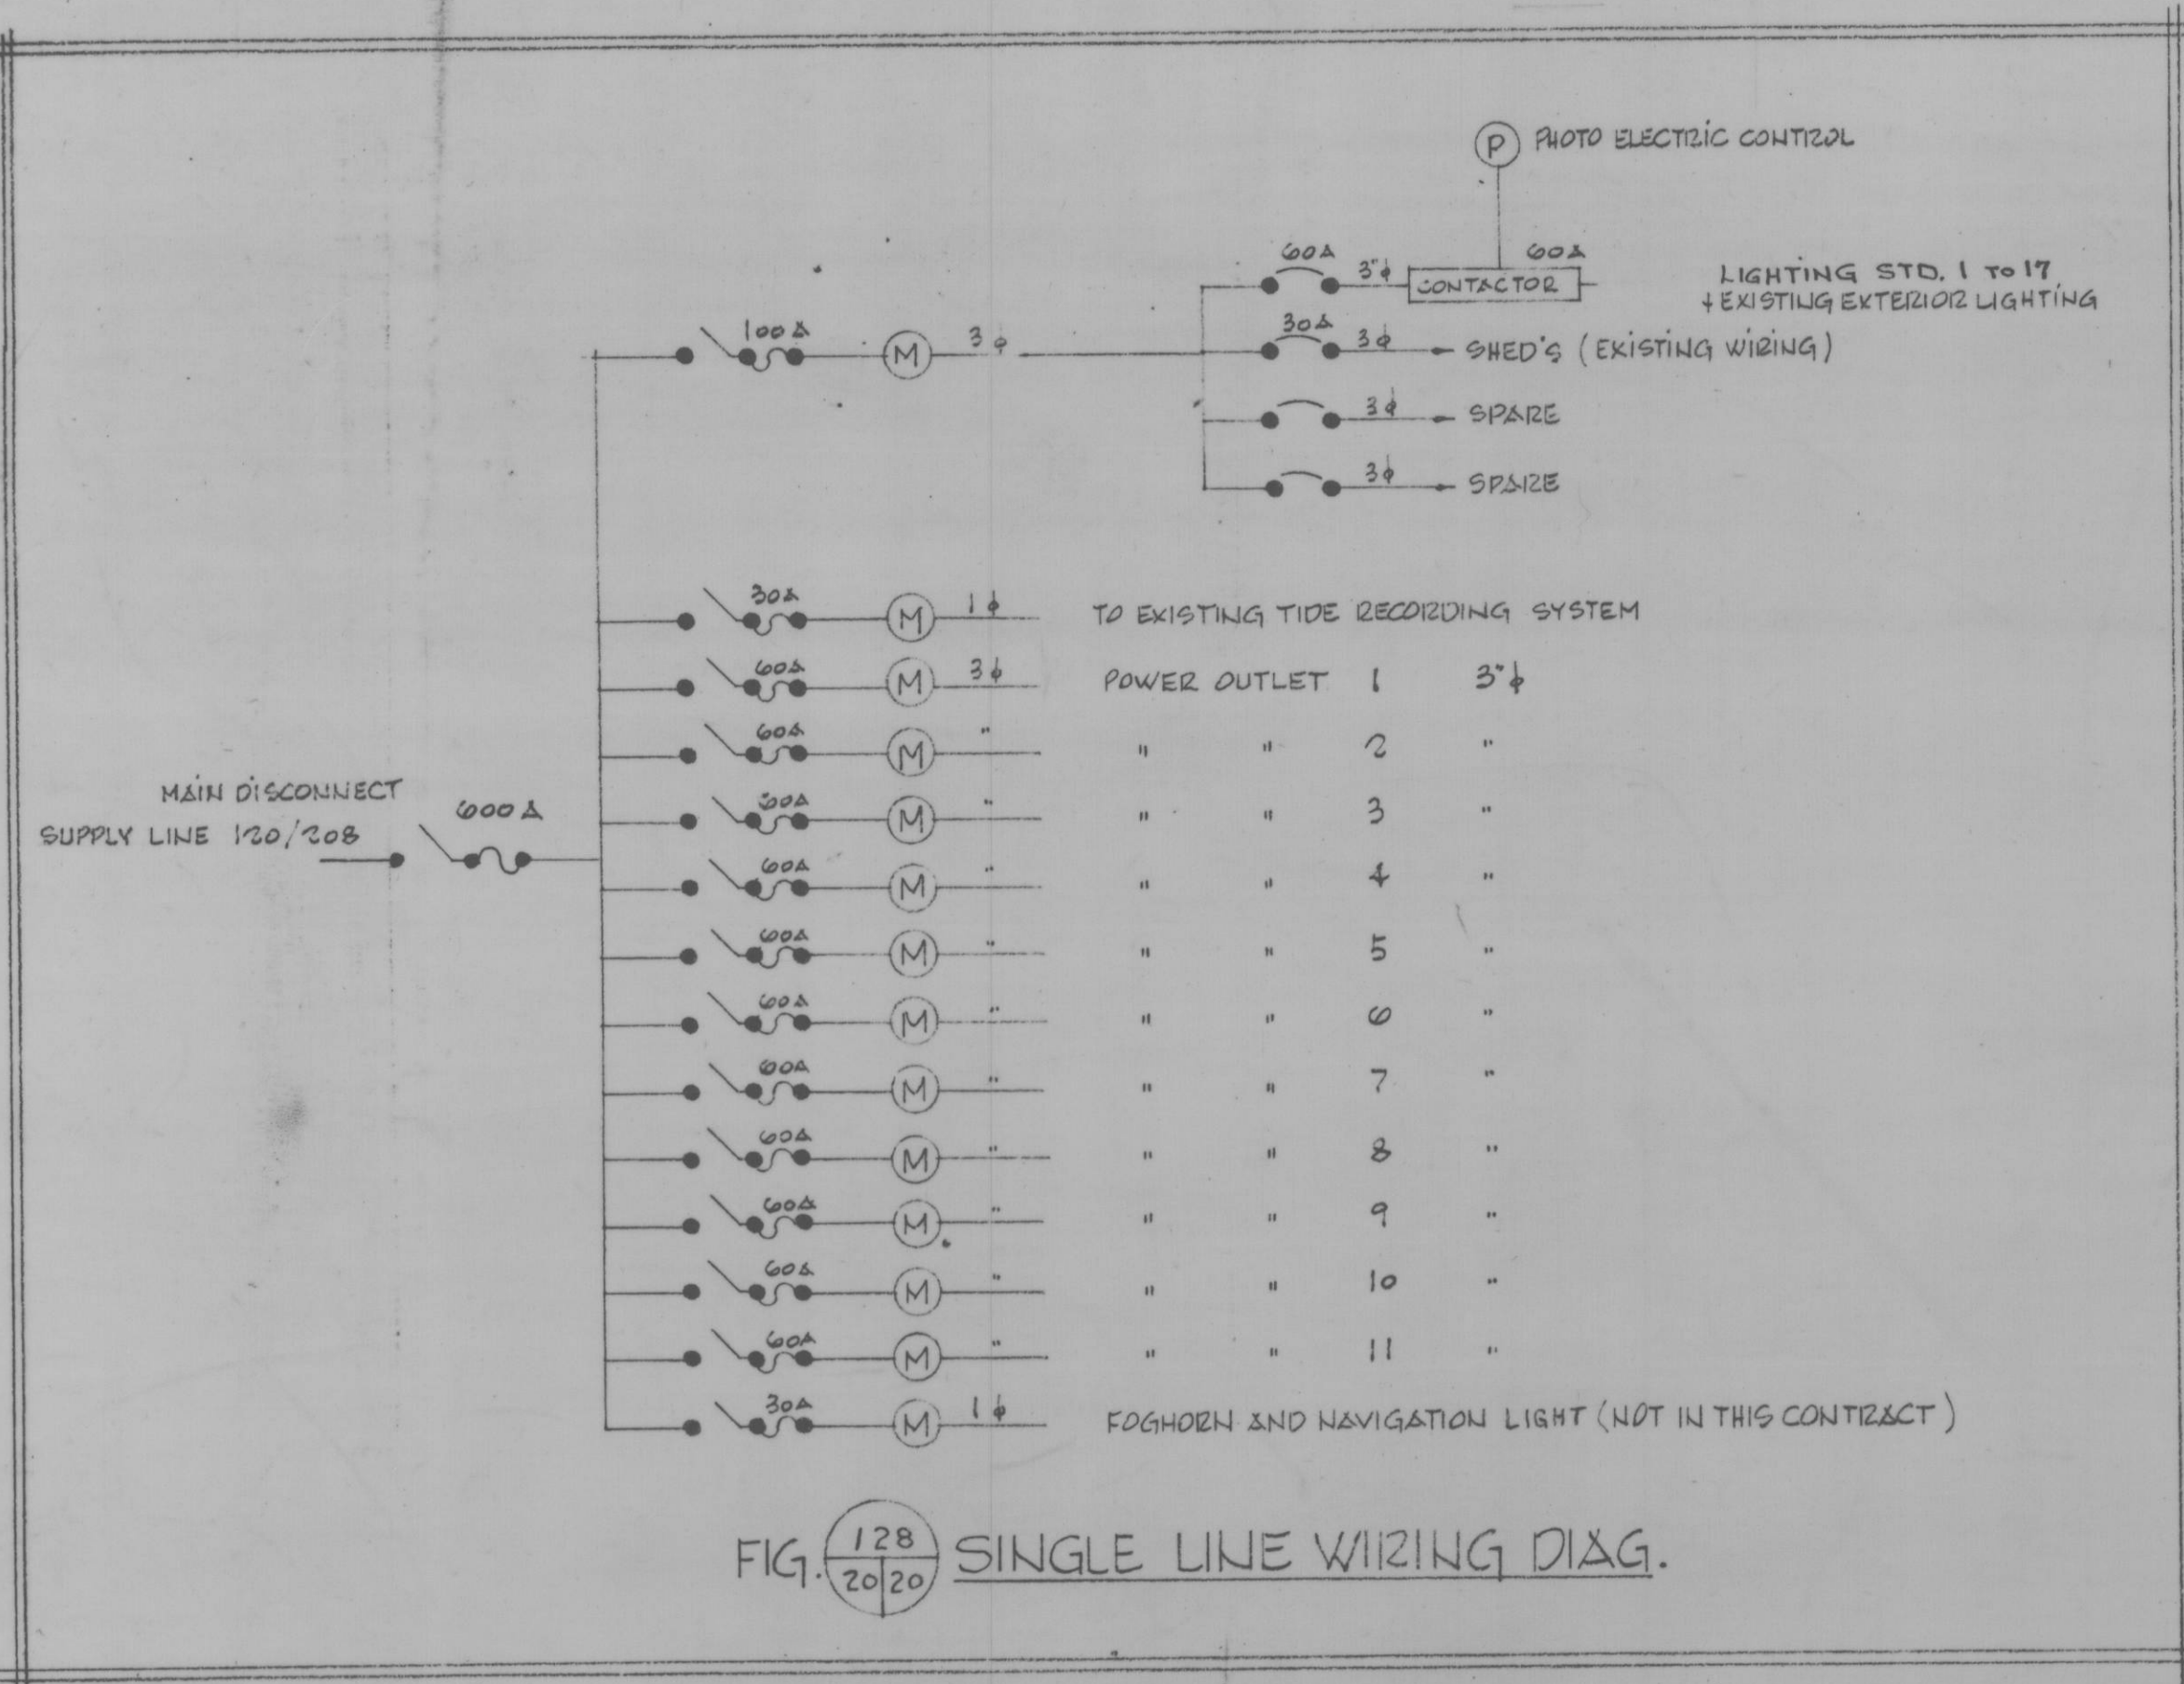 P PHOTO ELECTRIC CONTROL
60A 3"φ CONTACTOR 60A
LIGHTING STD. 1 TO 17
+ EXISTING EXTERIOR LIGHTING
100A M 3φ
30A 3φ SHED'S (EXISTING WIRING)
3φ SPARE
3φ SPARE
30A M 1φ TO EXISTING TIDE RECORDING SYSTEM
60A M 3φ POWER OUTLET 1 3"φ
60A M " " " 2 "
60A M " " " 3 "
MAIN DISCONNECT
SUPPLY LINE 120/208
600A
60A M " " " 4 "
60A M " " " 5 "
60A M " " " 6 "
60A M " " " 7 "
60A M " " " 8 "
60A M " " " 9 "
60A M " " " 10 "
60A M " " " 11 "
30A M 1φ FOGHORN AND NAVIGATION LIGHT (NOT IN THIS CONTRACT)
FIG. 128 20|20 SINGLE LINE WIRING DIAG.